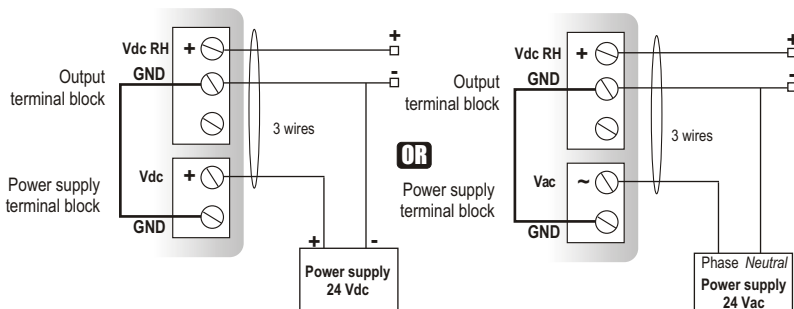 Vdc RH
+
GND
Output
terminal block
3 wires
+
-
Power supply
terminal block
Vdc
+
GND
+
-
Power supply
24 Vdc
OR
Vdc RH
+
GND
Output
terminal block
3 wires
+
-
Power supply
terminal block
Vac
~
GND
Phase Neutral
Power supply
24 Vac